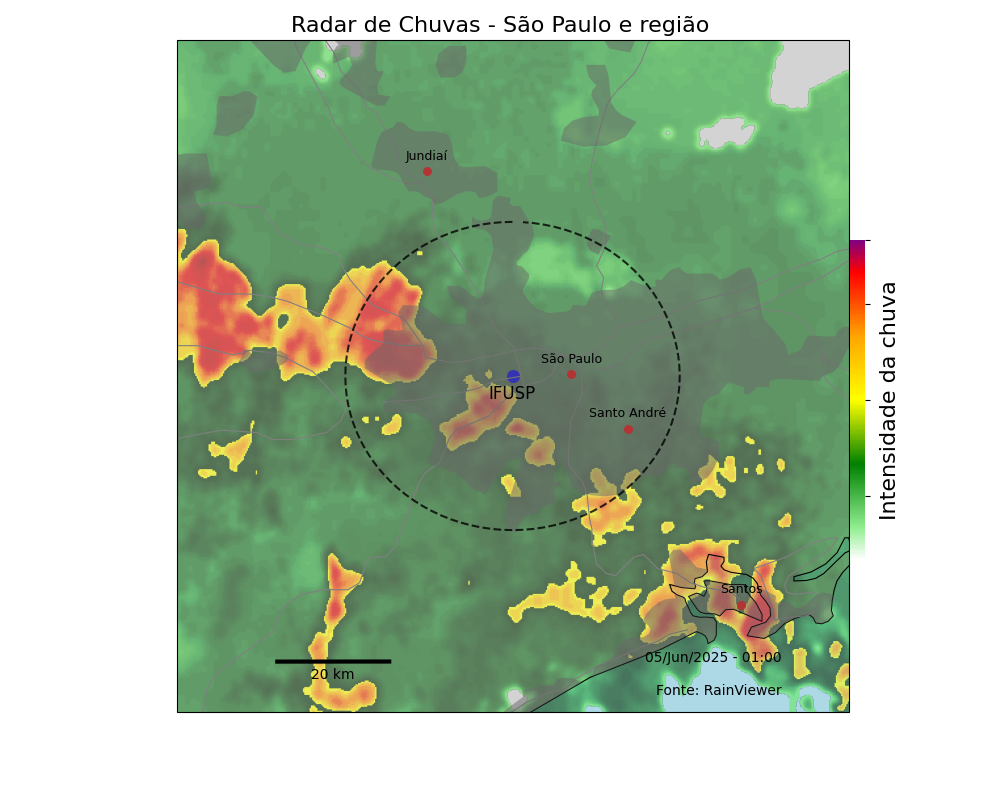 Radar de Chuvas - São Paulo e região
Jundiaí
São Paulo
IFUSP
Santo André
Intensidade da chuva
Santos
05/Jun/2025 - 01:00
20 km
Fonte: RainViewer